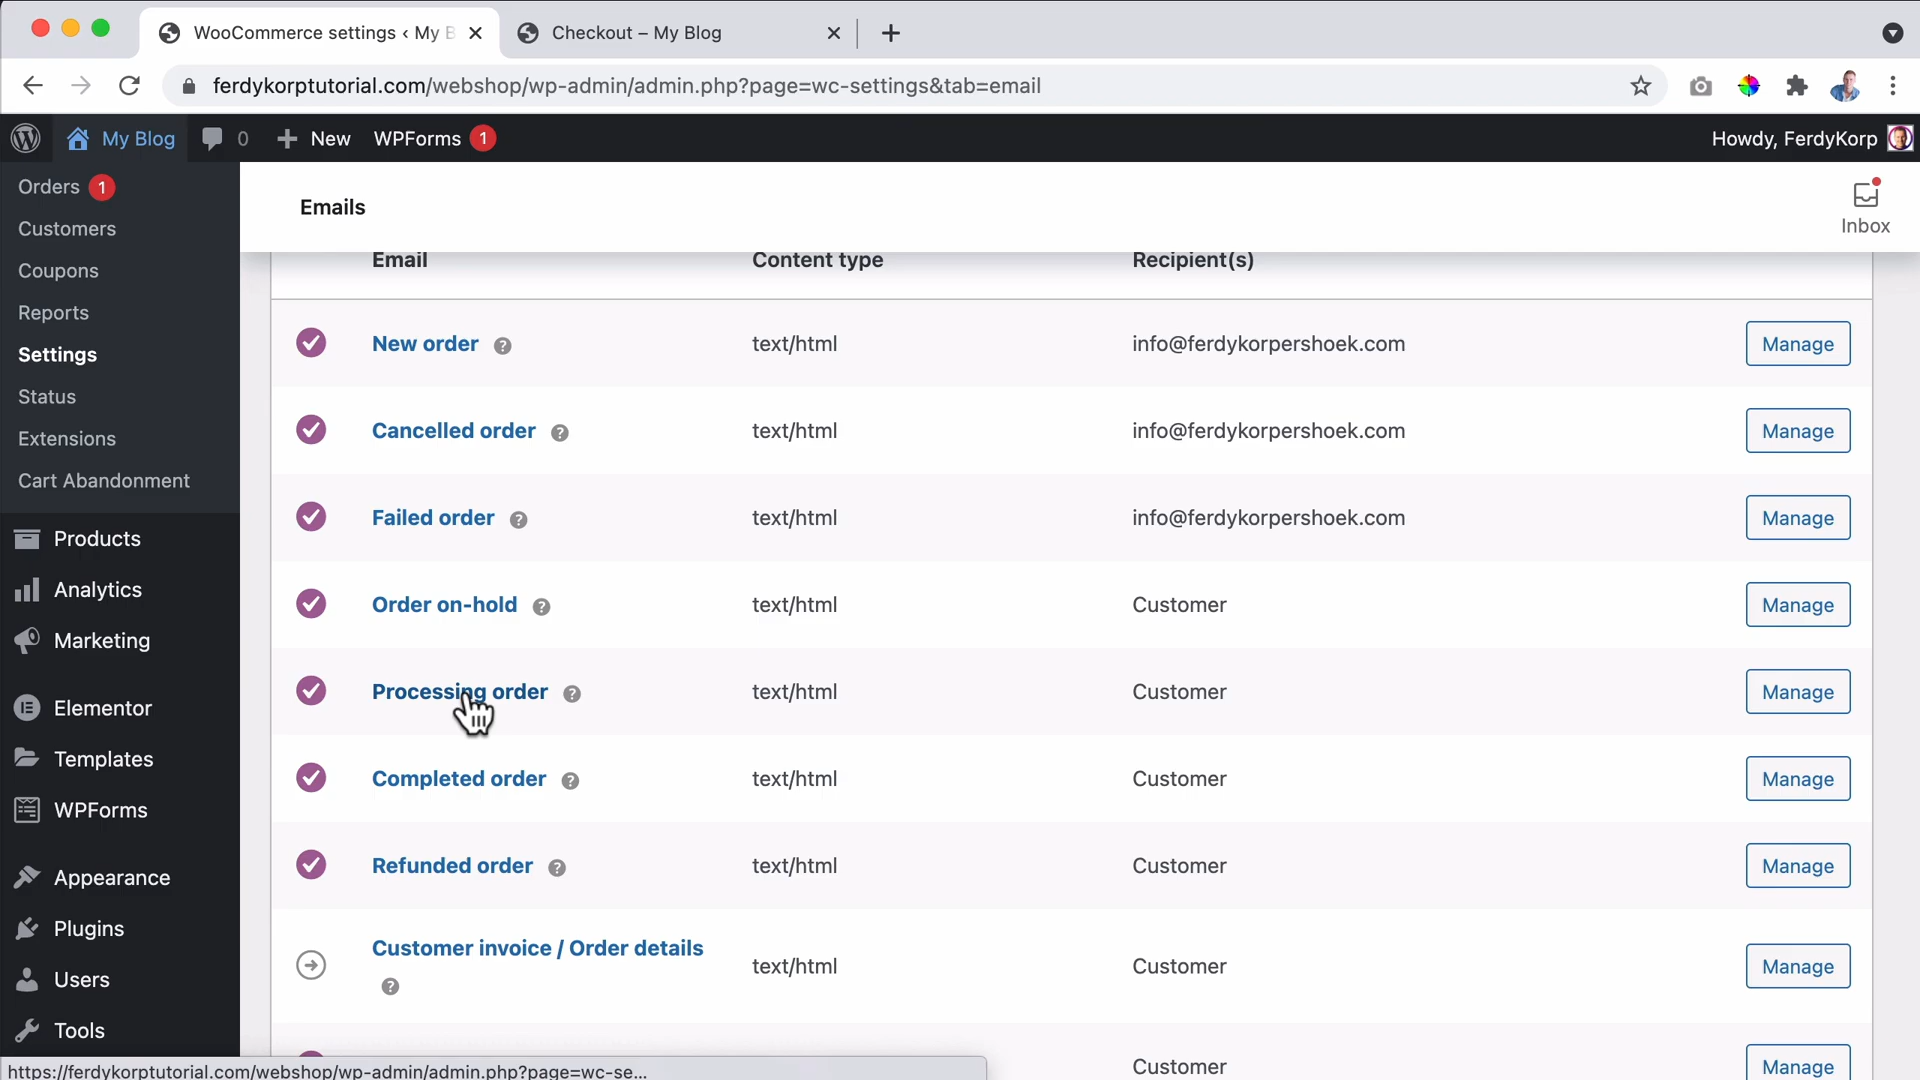 WooCommerce settings ‹ My B
Checkout – My Blog
ferdykorptutorial.com/webshop/wp-admin/admin.php?page=wc-settings&tab=email
My Blog
0
New
WPForms 1
Howdy, FerdyKorp
Orders 1
Customers
Coupons
Reports
Settings
Status
Extensions
Cart Abandonment
Products
Analytics
Marketing
Elementor
Templates
WPForms
Appearance
Plugins
Users
Tools
Emails
Inbox
Email Content type Recipient(s)
New order ? text/html info@ferdykorpershoek.com Manage
Cancelled order ? text/html info@ferdykorpershoek.com Manage
Failed order ? text/html info@ferdykorpershoek.com Manage
Order on-hold ? text/html Customer Manage
Processing order ? text/html Customer Manage
Completed order ? text/html Customer Manage
Refunded order ? text/html Customer Manage
Customer invoice / Order details ? text/html Customer Manage
Customer Manage
https://ferdykorptutorial.com/webshop/wp-admin/admin.php?page=wc-se...